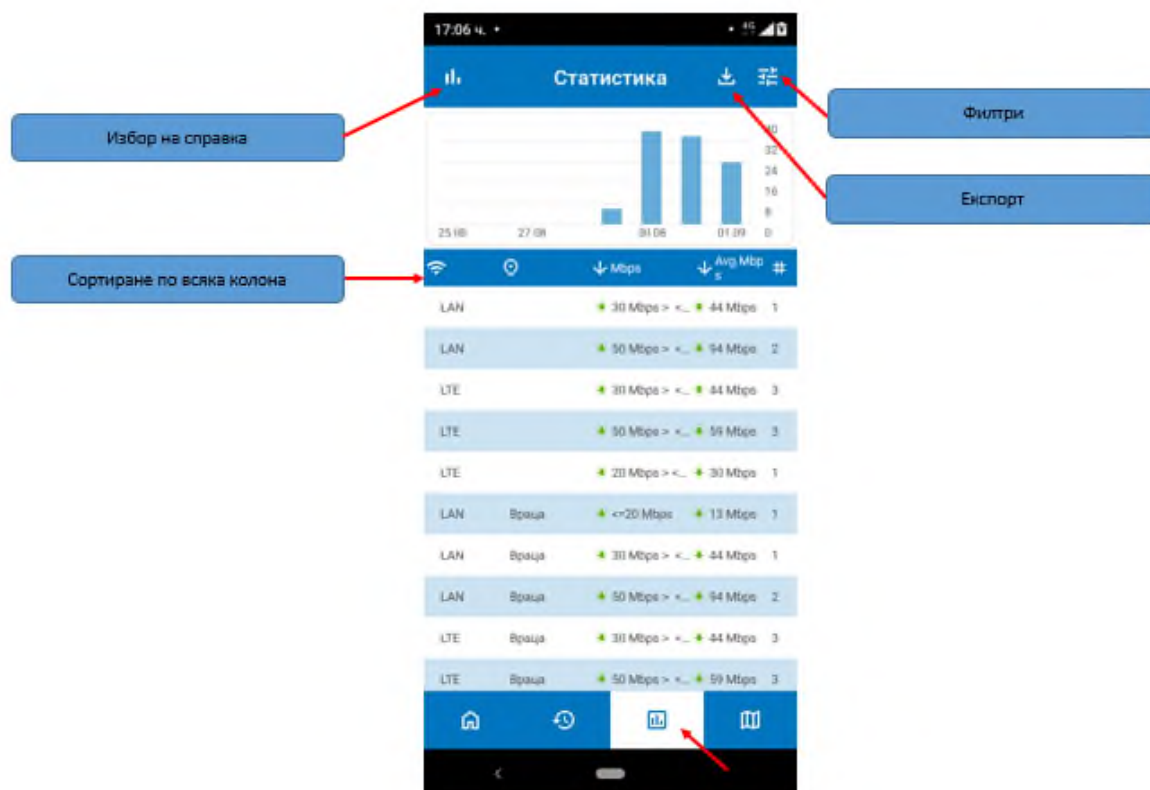 17:06 ч.
4G
Статистика
Избор на справка
Филтри
Експорт
40
32
24
16
8
0
25 08
27 08
01 09
Сортиране по всяка колона
Mbps
Avg Mbp
s
#
LAN 30 Mbps > <... 44 Mbps 1
LAN 50 Mbps > <... 94 Mbps 2
LTE 30 Mbps > <... 44 Mbps 3
LTE 50 Mbps > <... 59 Mbps 3
LTE 20 Mbps > <... 30 Mbps 1
LAN Враца <=20 Mbps 13 Mbps 1
LAN Враца 30 Mbps > <... 44 Mbps 1
LAN Враца 50 Mbps > <... 94 Mbps 2
LTE Враца 30 Mbps > <... 44 Mbps 3
LTE Враца 50 Mbps > <... 59 Mbps 3